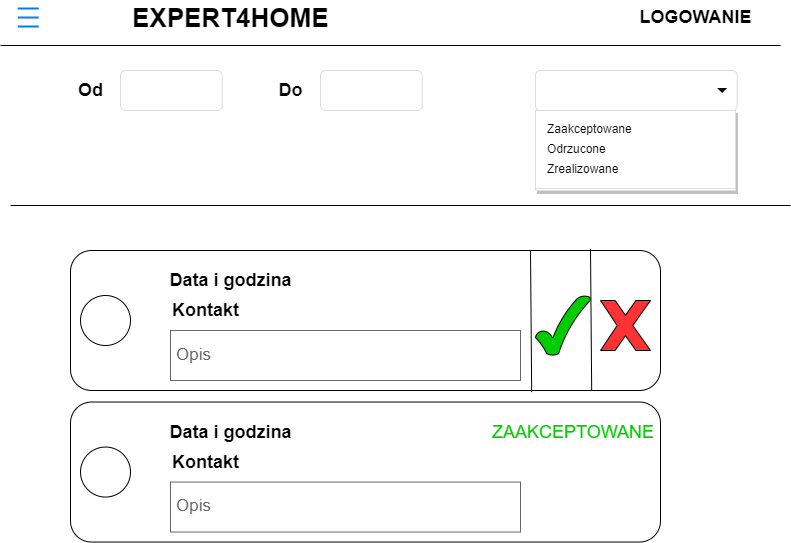 EXPERT4HOME
LOGOWANIE
Od
Do
Zaakceptowane
Odrzucone
Zrealizowane
Data i godzina
Kontakt
Opis
Data i godzina
ZAAKCEPTOWANE
Kontakt
Opis